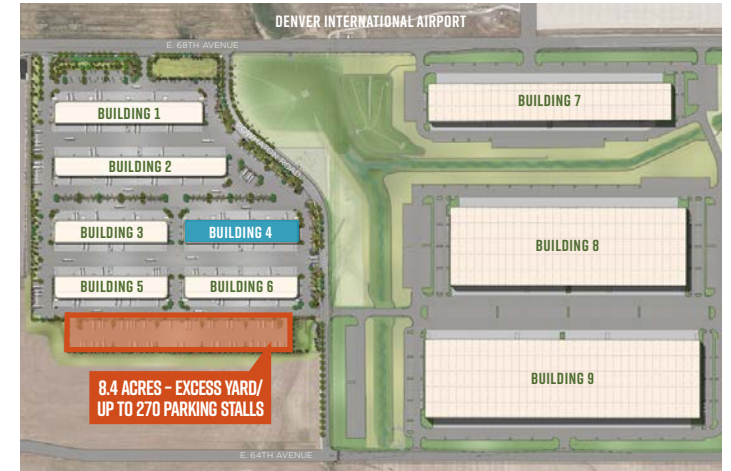 DENVER INTERNATIONAL AIRPORT
E. 68TH AVENUE
BUILDING 1
BUILDING 2
BUILDING 3
BUILDING 4
BUILDING 5
BUILDING 6
BUILDING 7
BUILDING 8
BUILDING 9
8.4 ACRES – EXCESS YARD/
UP TO 270 PARKING STALLS
E. 64TH AVENUE